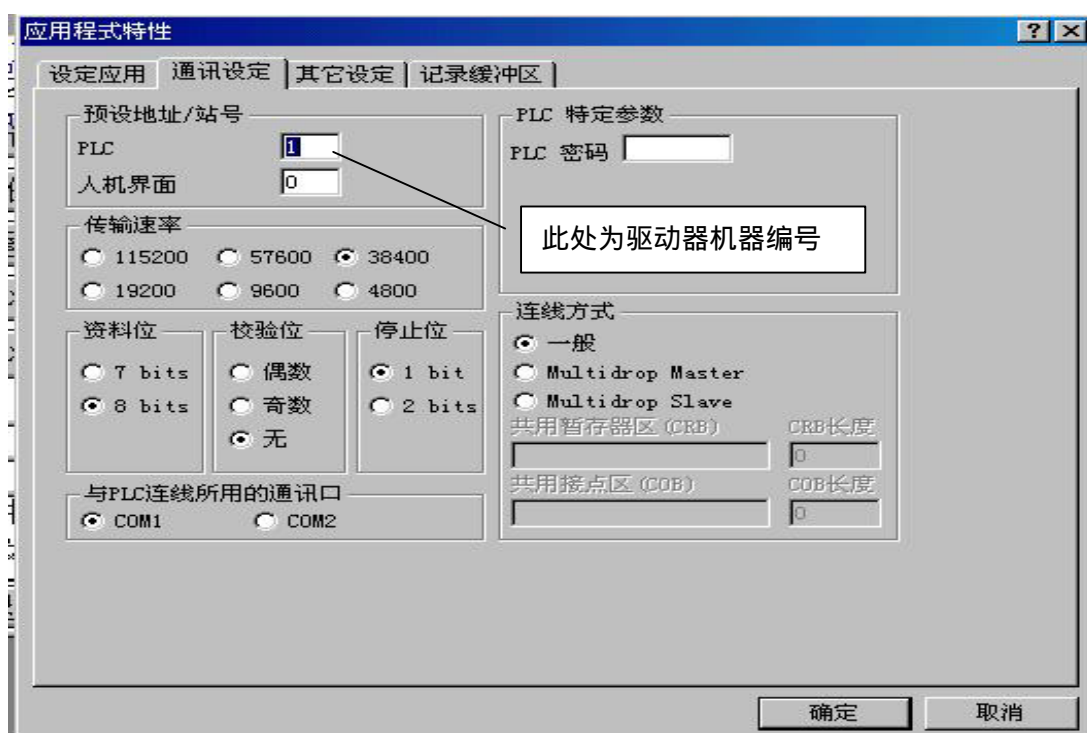 应用程式特性
设定应用 通讯设定 其它设定 记录缓冲区
预设地址/站号
PLC 1
人机界面 0
传输速率
115200 57600 38400
19200 9600 4800
资料位
7 bits
8 bits
校验位
偶数
奇数
无
停止位
1 bit
2 bits
与PLC连线所用的通讯口
COM1 COM2
PLC 特定参数
PLC 密码
此处为驱动器机器编号
连线方式
一般
Multidrop Master
Multidrop Slave
共用暂存器区(CRB) CRB长度
0
共用接点区(COB) COB长度
0
确定 取消